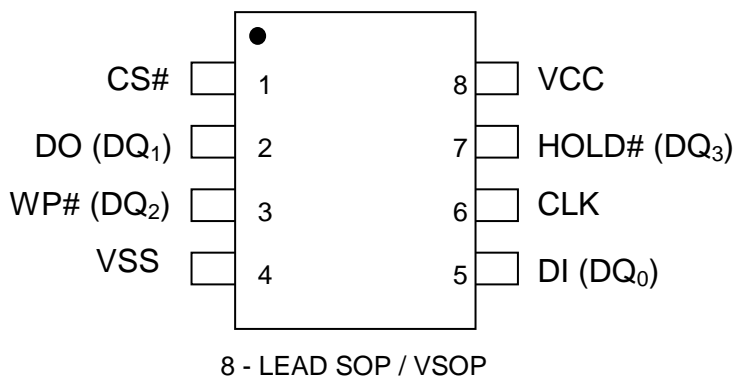 CS# 1 8 VCC
DO (DQ₁) 2 7 HOLD# (DQ₃)
WP# (DQ₂) 3 6 CLK
VSS 4 5 DI (DQ₀)
8 - LEAD SOP / VSOP